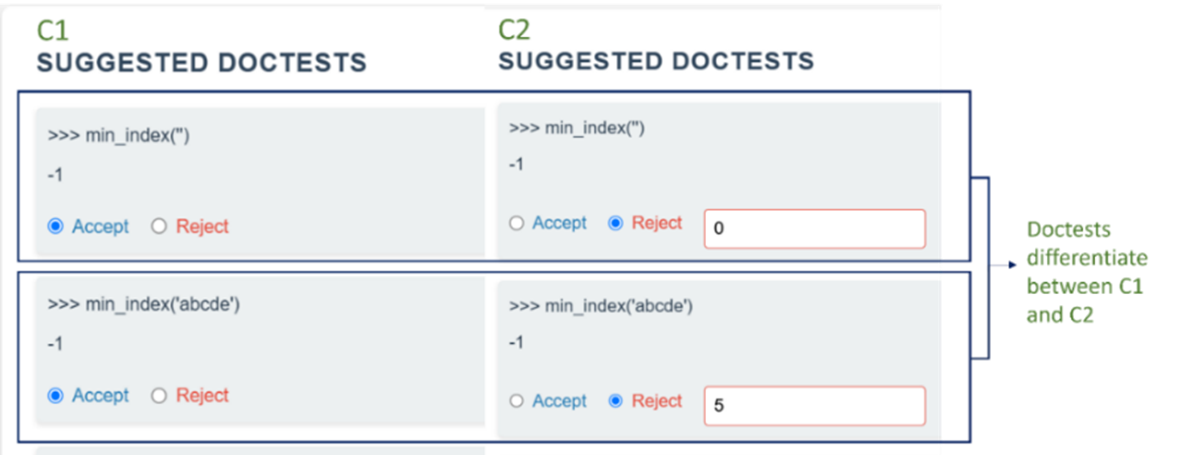 C1
SUGGESTED DOCTESTS
>>> min_index('')
-1
Accept Reject
>>> min_index('abcde')
-1
Accept Reject
C2
SUGGESTED DOCTESTS
>>> min_index('')
-1
Accept Reject 0
>>> min_index('abcde')
-1
Accept Reject 5
Doctests
differentiate
between C1
and C2